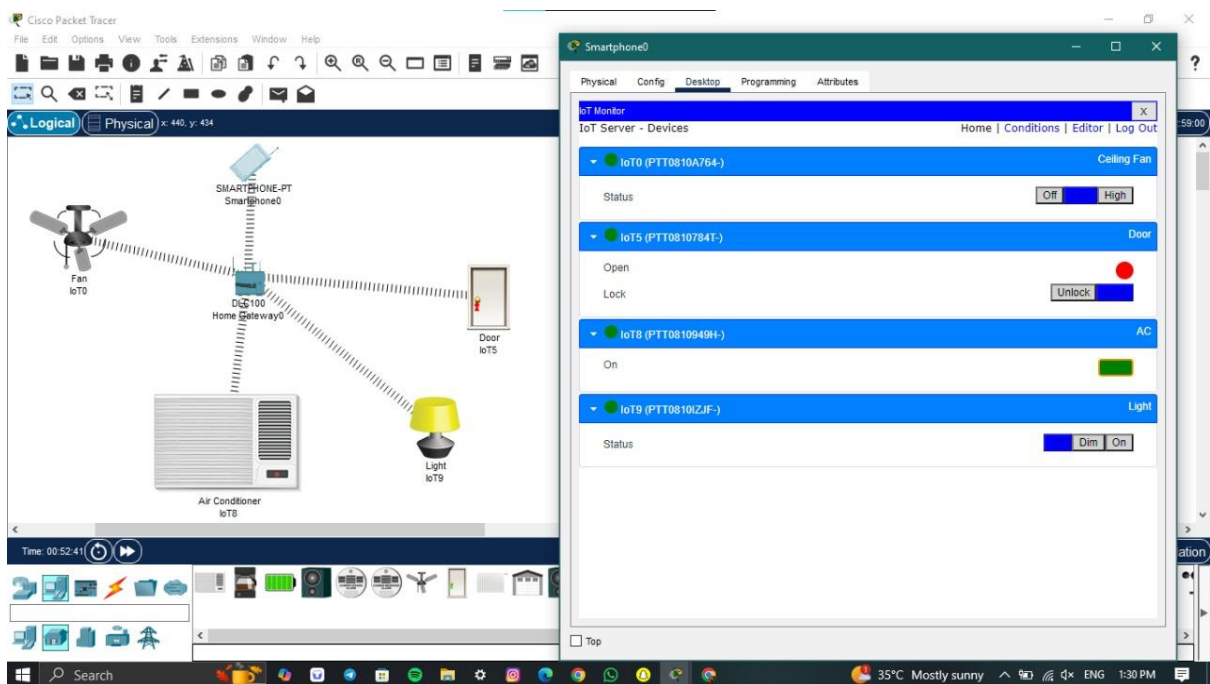 Cisco Packet Tracer
File Edit Options View Tools Extensions Window Help
?
Logical Physical x: 440, y: 434
:59:00
SMARTPHONE-PT
Smartphone0
Fan
IoT0
DLC100
Home Gateway0
Door
IoT5
Light
IoT9
Air Conditioner
IoT8
Time: 00:52:41
ation
Smartphone0
Physical Config Desktop Programming Attributes
IoT Monitor X
IoT Server - Devices Home | Conditions | Editor | Log Out
IoT0 (PTT0810A764-) Ceiling Fan
Status Off High
IoT5 (PTT0810784T-) Door
Open
Lock Unlock
IoT8 (PTT0810949H-) AC
On
IoT9 (PTT0810IZJF-) Light
Status Dim On
Top
Search 35°C Mostly sunny ENG 1:30 PM